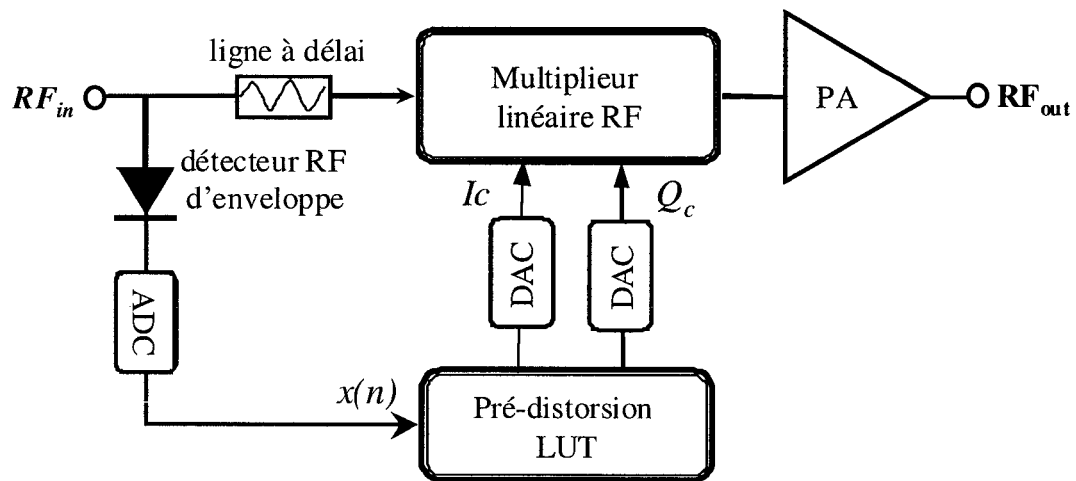 ligne à délai
RF_in
Multiplieur
linéaire RF
PA
RF_out
détecteur RF
d'enveloppe
Ic
Q_c
DAC
DAC
ADC
x(n)
Pré-distorsion
LUT